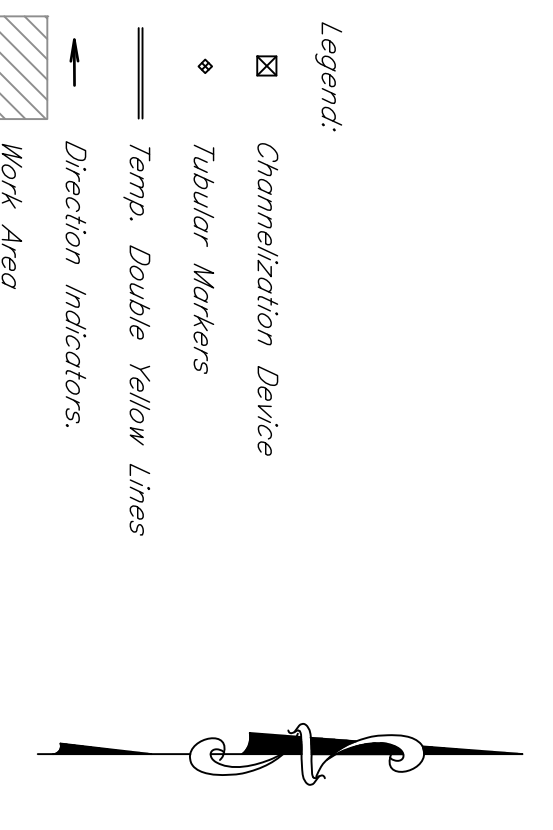 Legend:
Channelization Device
Tubular Markers
Temp. Double Yellow Lines
Direction Indicators.
Work Area
N